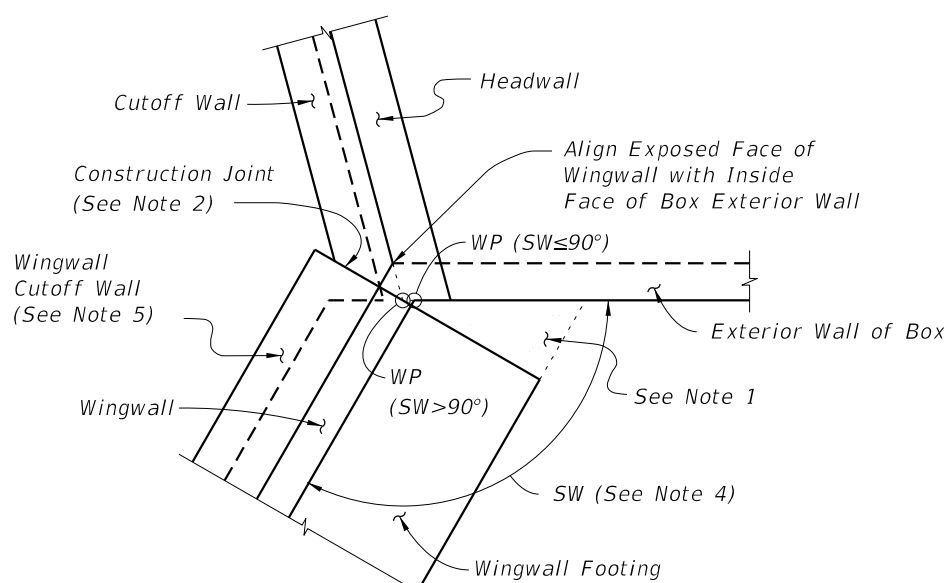 Headwall
Cutoff Wall
Align Exposed Face of
Wingwall with Inside
Face of Box Exterior Wall
Construction Joint
(See Note 2)
WP (SW≤90°)
Wingwall
Cutoff Wall
(See Note 5)
Exterior Wall of Box
WP
(SW>90°)
See Note 1
Wingwall
SW (See Note 4)
Wingwall Footing